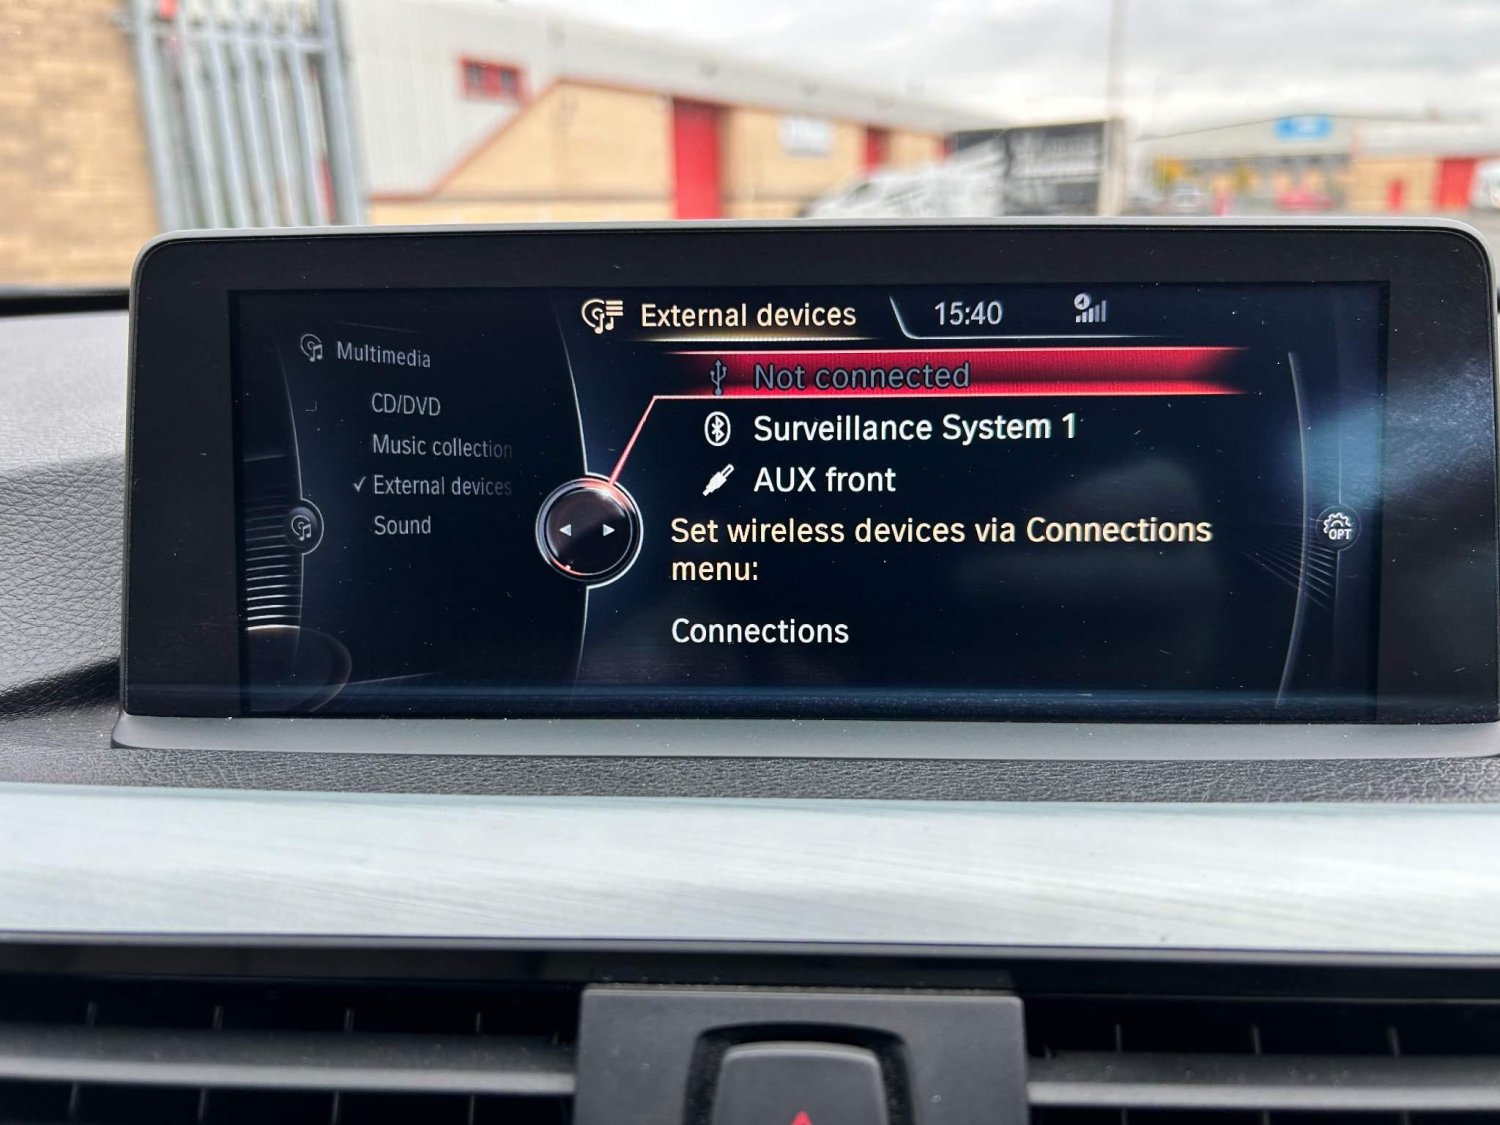 External devices
15:40
Multimedia
CD/DVD
Music collection
External devices
Sound
Not connected
Surveillance System 1
AUX front
Set wireless devices via Connections
menu:
Connections
OPT